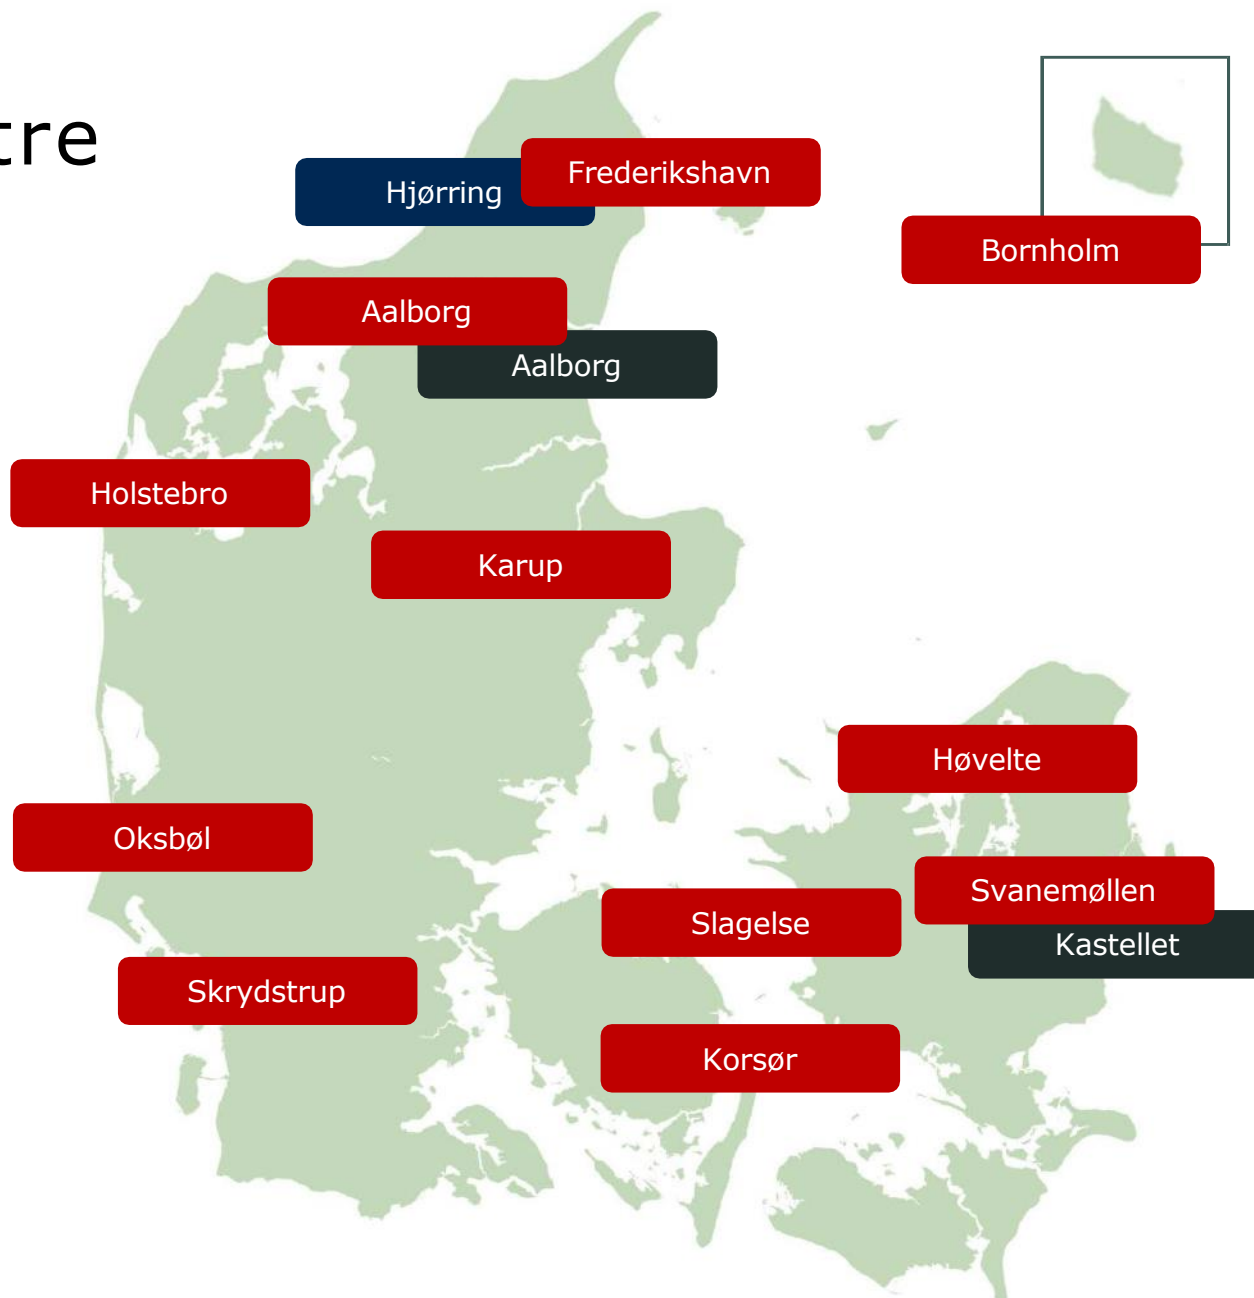 tre
Frederikshavn
Hjørring
Bornholm
Aalborg
Aalborg
Holstebro
Karup
Høvelte
Oksbøl
Svanemøllen
Slagelse
Kastellet
Skrydstrup
Korsør